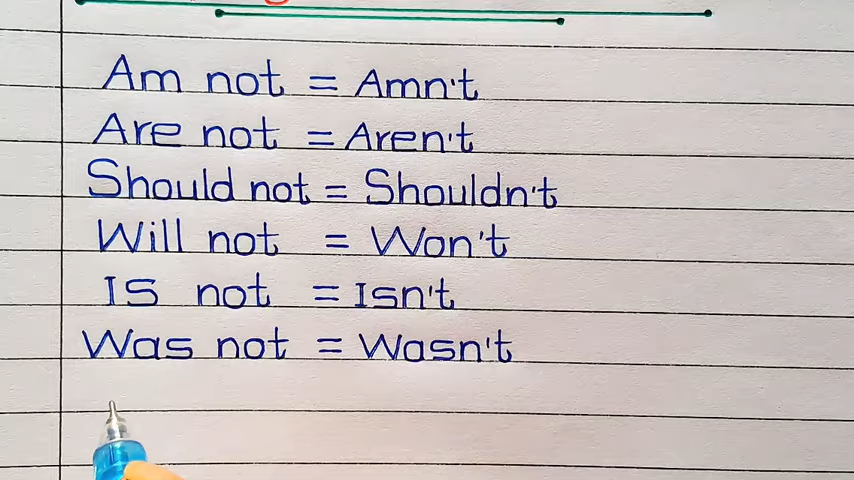 Am not = Amn't
Are not = Aren't
Should not = Shouldn't
Will not = Won't
Is not = Isn't
Was not = Wasn't